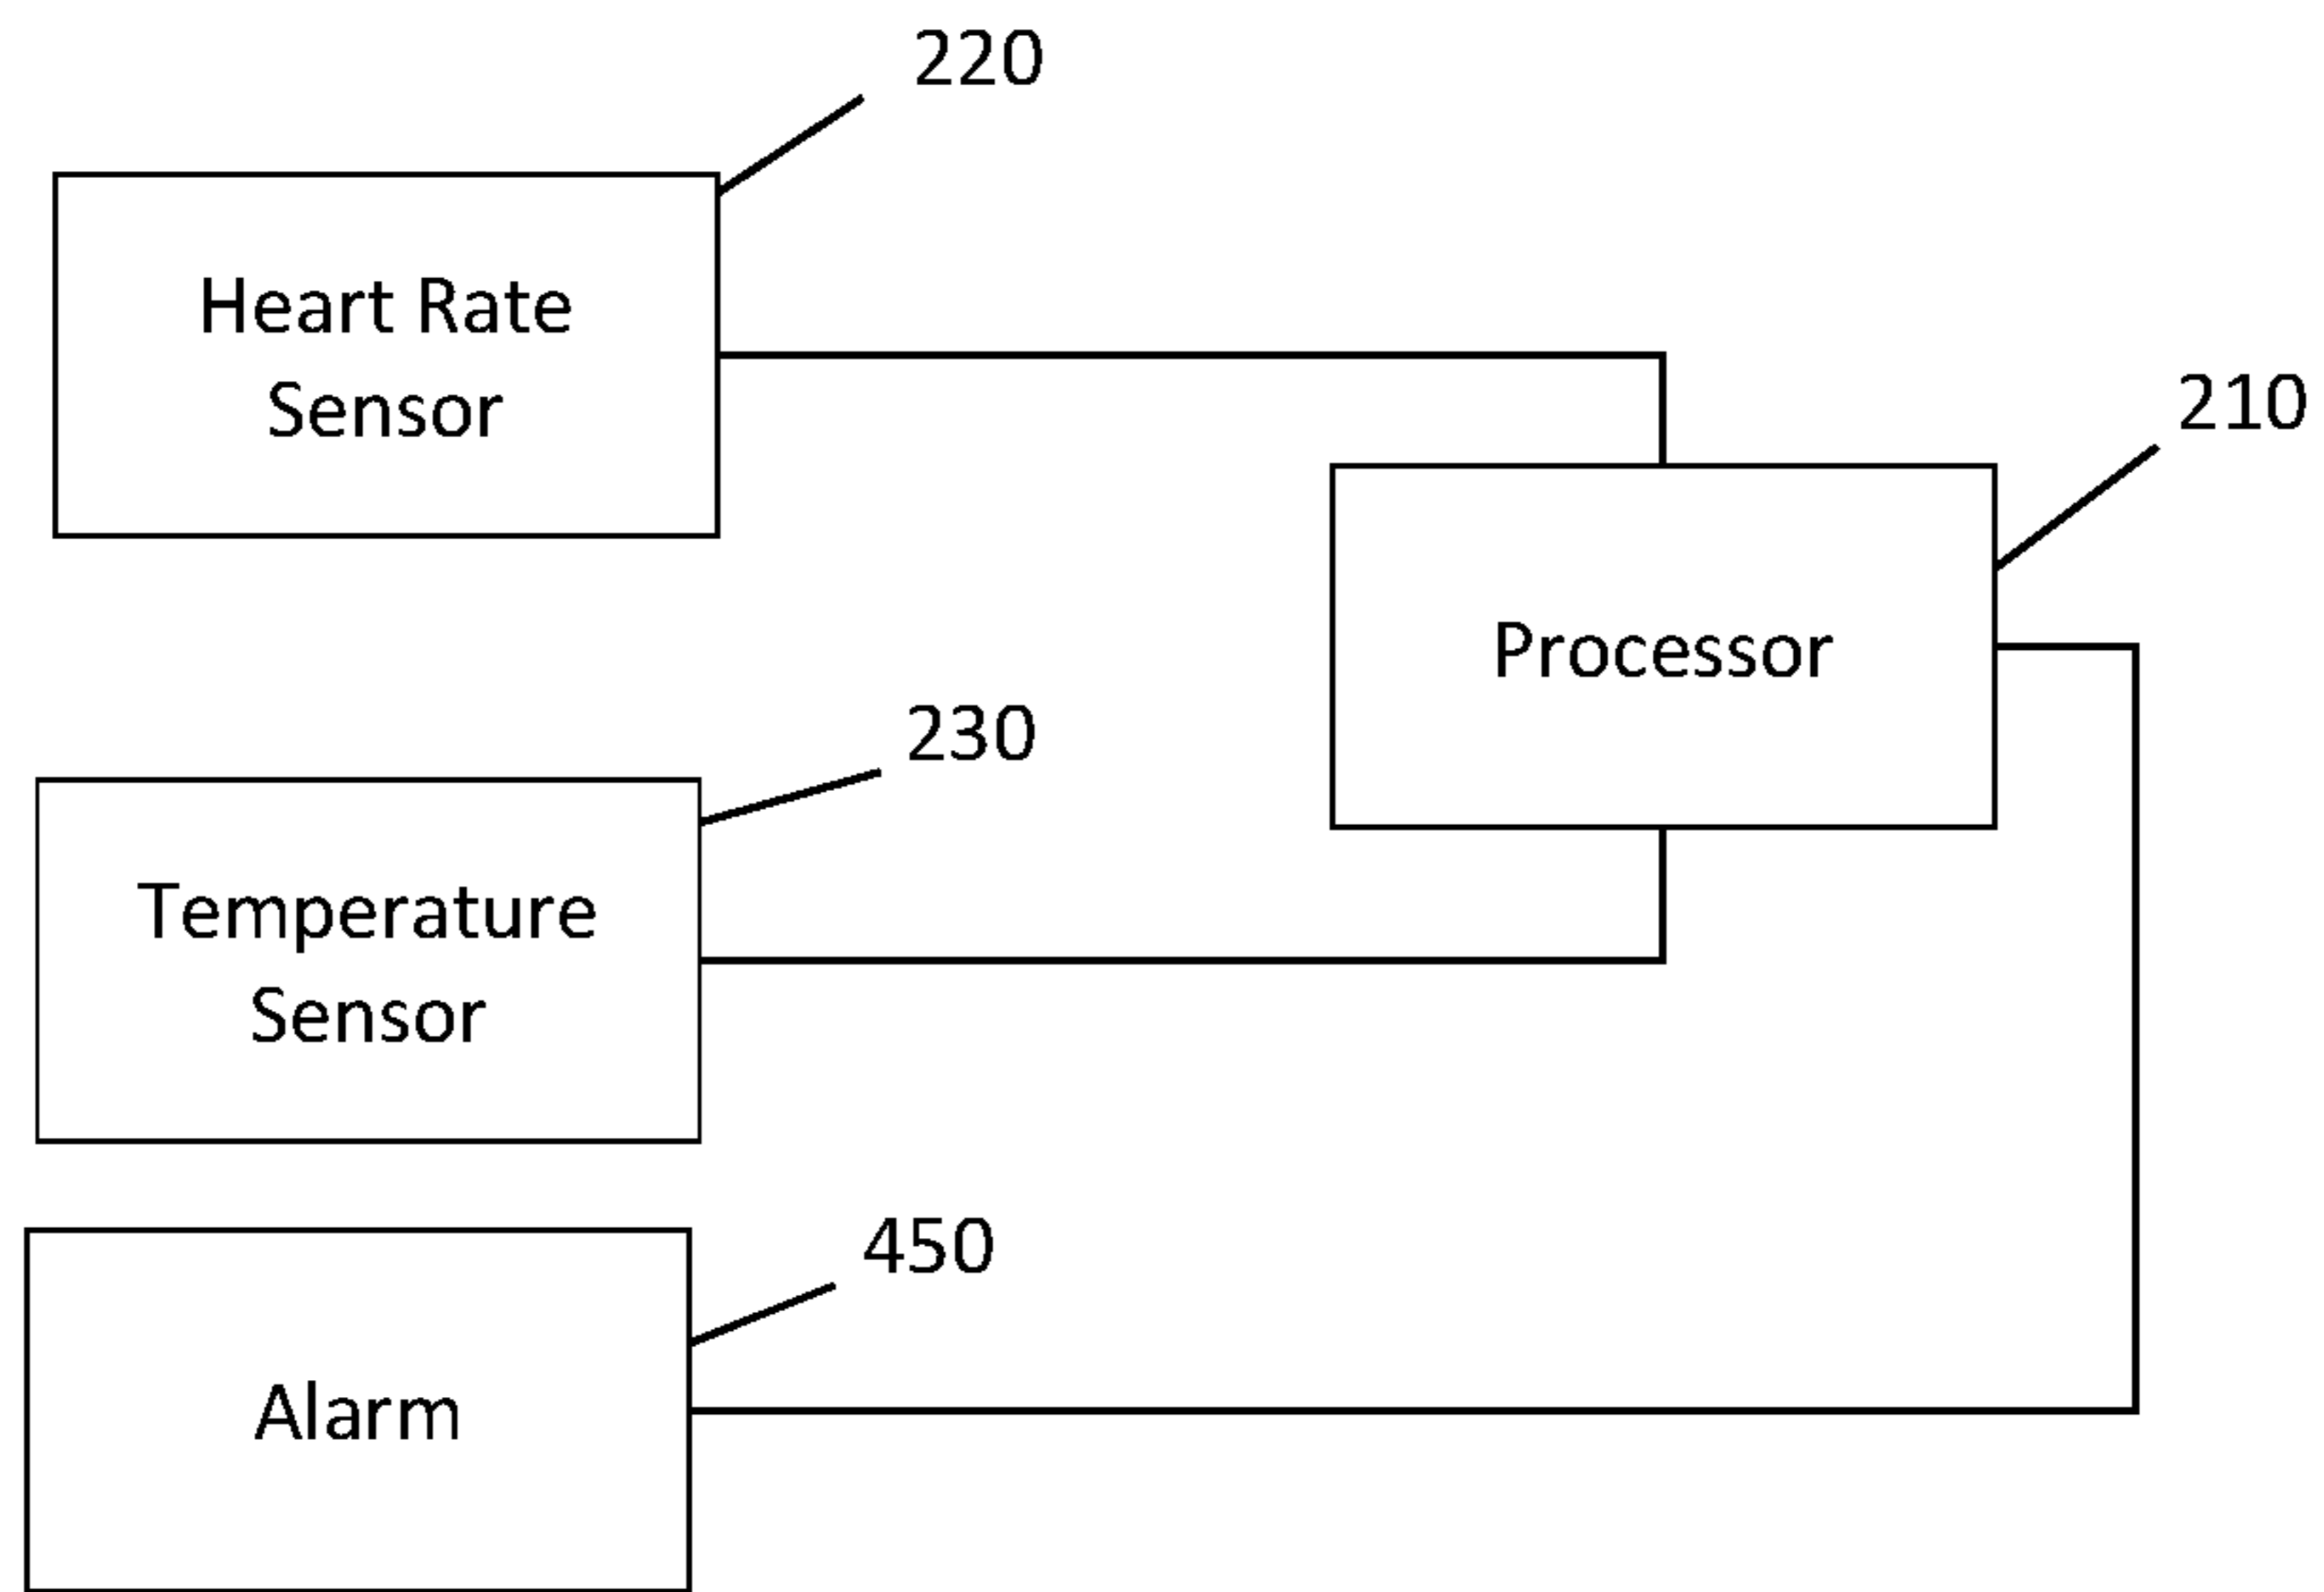 220
Heart Rate
Sensor
210
Processor
230
Temperature
Sensor
450
Alarm